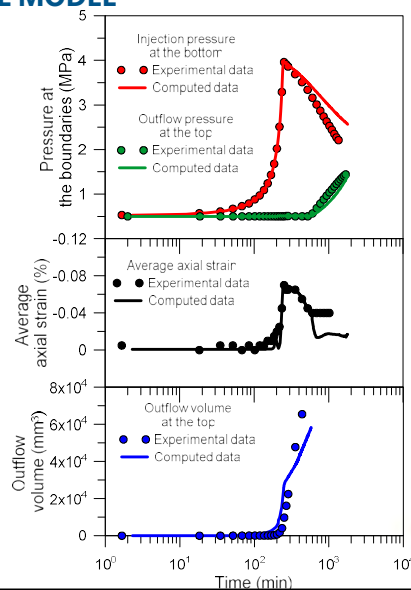 E MODEL
Pressure at
the boundaries (MPa)
5
4
3
2
1
Injection pressure
at the bottom
Experimental data
Computed data
Outflow pressure
at the top
Experimental data
Computed data
Average
axial strain (%)
-0.12
-0.08
-0.04
0
Average axial strain
Experimental data
Computed data
Outflow
volume (mm³)
8x10⁴
6x10⁴
4x10⁴
2x10⁴
0
Outflow volume
at the top
Experimental data
Computed data
10⁰ 10¹ 10² 10³ 10⁴
Time (min)